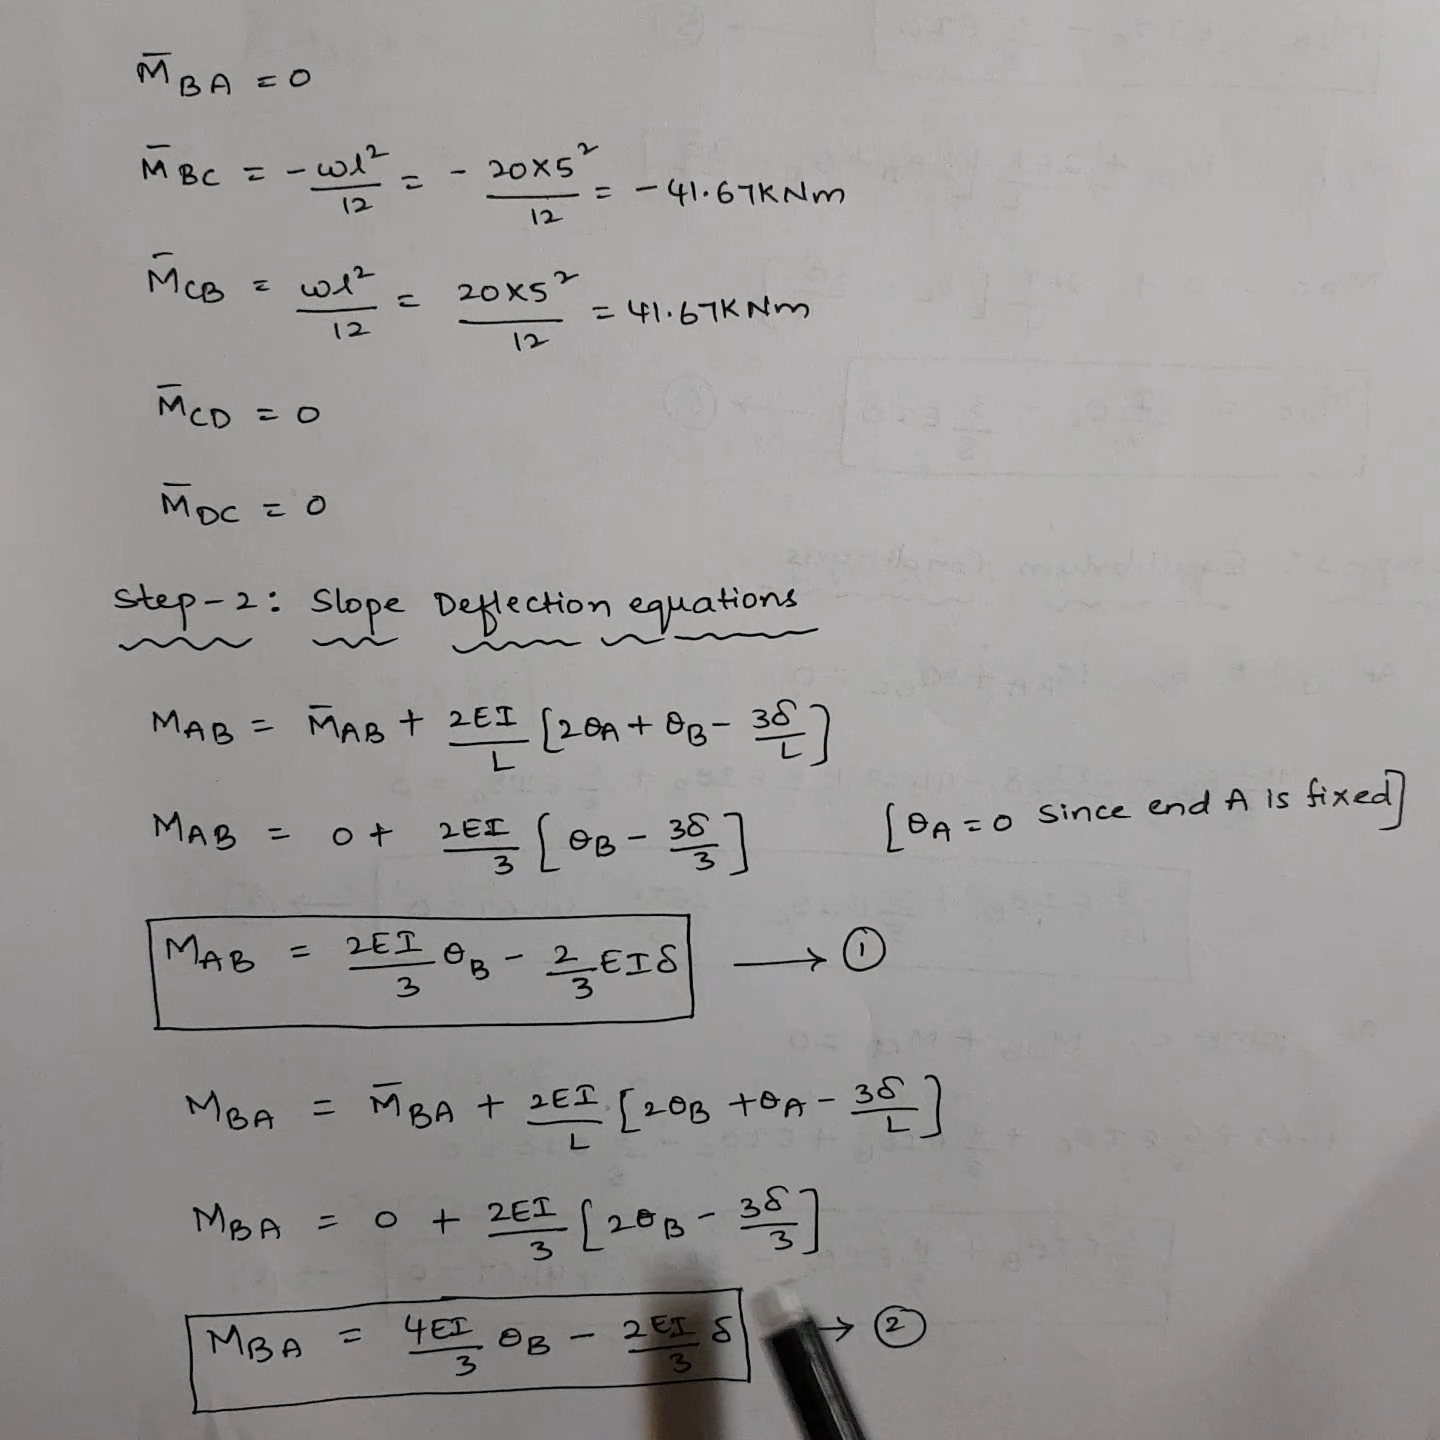 M̄BA = 0
M̄BC = -ωl²/12 = - 20×5²/12 = -41.67KNm
M̄CB = ωl²/12 = 20×5²/12 = 41.67KNm
M̄CD = 0
M̄DC = 0
Step-2: Slope Deflection equations
MAB = M̄AB + 2EI/L [2θA + θB - 3δ/L]
MAB = 0 + 2EI/3 [θB - 3δ/3] [θA = 0 since end A is fixed]
MAB = 2EI/3 θB - 2/3 EIδ → ①
MBA = M̄BA + 2EI/L [2θB + θA - 3δ/L]
MBA = 0 + 2EI/3 [2θB - 3δ/3]
MBA = 4EI/3 θB - 2EI/3 δ → ②